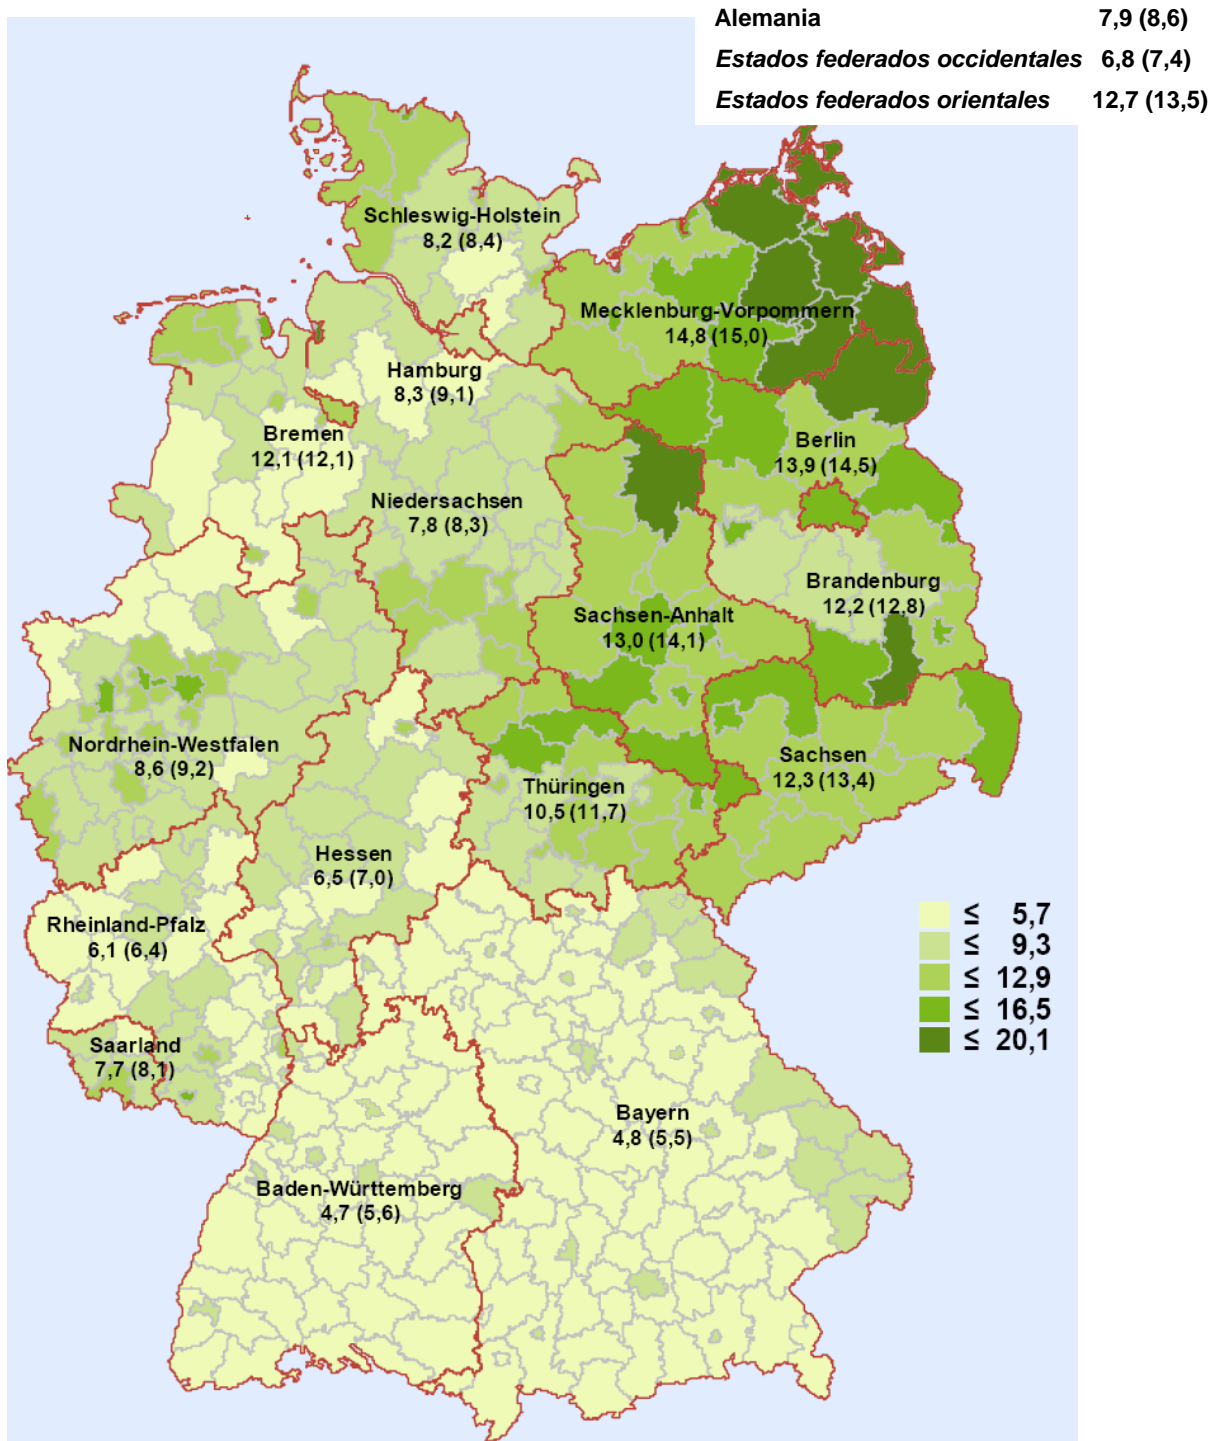 Alemania 7,9 (8,6)
Estados federados occidentales 6,8 (7,4)
Estados federados orientales 12,7 (13,5)
Schleswig-Holstein
8,2 (8,4)
Mecklenburg-Vorpommern
14,8 (15,0)
Hamburg
8,3 (9,1)
Bremen
12,1 (12,1)
Berlin
13,9 (14,5)
Niedersachsen
7,8 (8,3)
Brandenburg
12,2 (12,8)
Sachsen-Anhalt
13,0 (14,1)
Nordrhein-Westfalen
8,6 (9,2)
Sachsen
12,3 (13,4)
Thüringen
10,5 (11,7)
Hessen
6,5 (7,0)
Rheinland-Pfalz
6,1 (6,4)
≤ 5,7
≤ 9,3
≤ 12,9
≤ 16,5
≤ 20,1
Saarland
7,7 (8,1)
Bayern
4,8 (5,5)
Baden-Württemberg
4,7 (5,6)